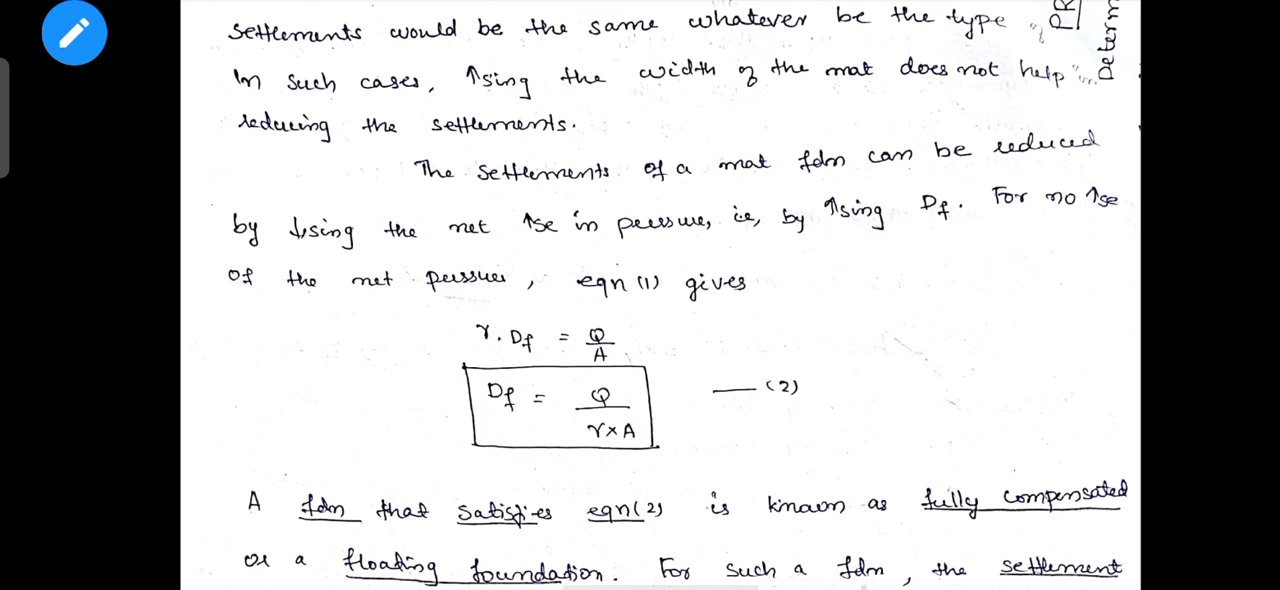 settlements would be the same whatever be the type
In such cases, ↑sing the width of the mat does not help
reducing the settlements.
The settlements of a mat fdn can be reduced
by ↓sing the net ↑se in pressure, ie, by ↑sing Df. For no ↑se
of the net pressure, eqn (1) gives
γ. Df = Q/A
Df = Q/γ×A —— (2)
A fdn that satisfies eqn(2) is known as fully compensated
or a floating foundation. For such a fdn, the settlement
PR
Determ